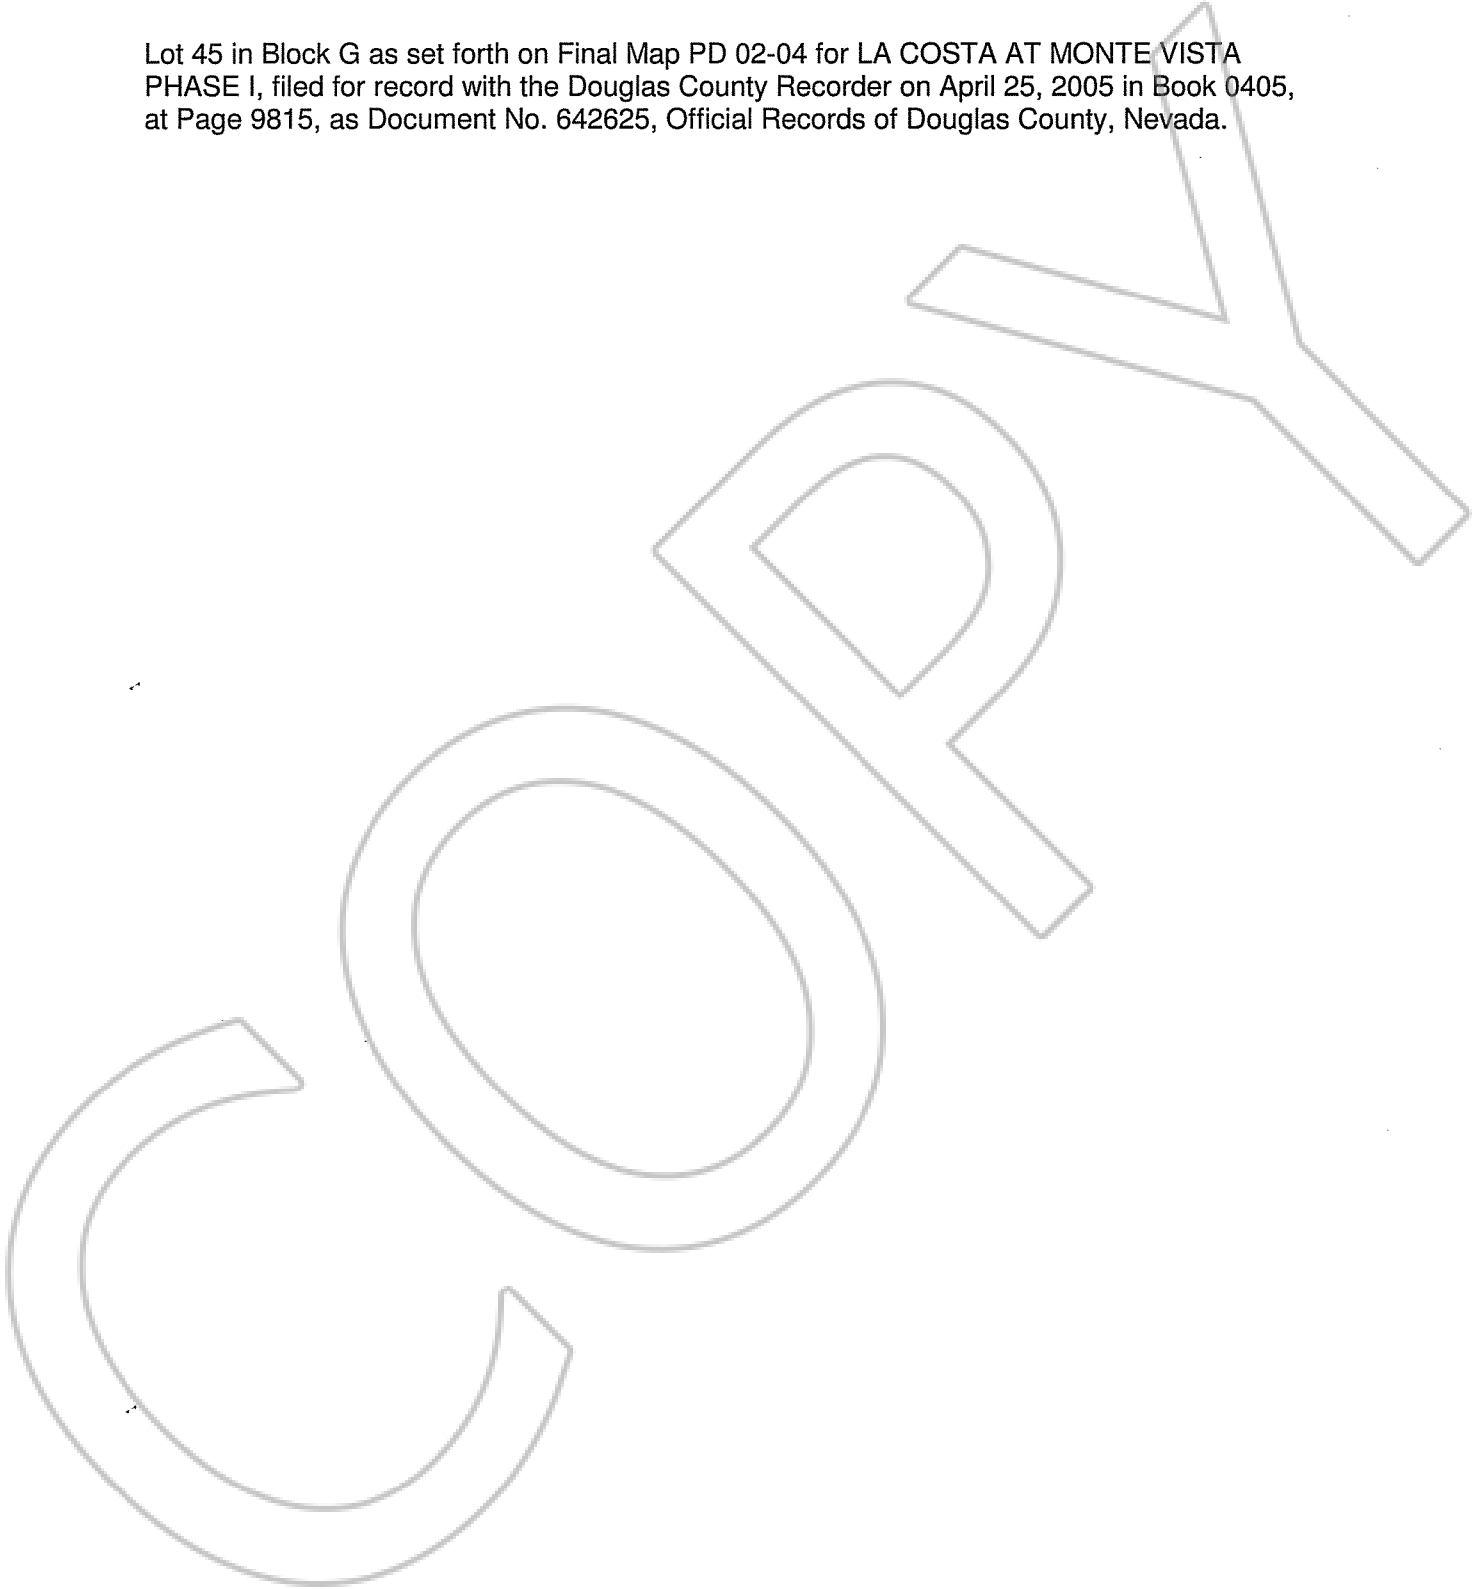 Lot 45 in Block G as set forth on Final Map PD 02-04 for LA COSTA AT MONTE VISTA
PHASE I, filed for record with the Douglas County Recorder on April 25, 2005 in Book 0405,
at Page 9815, as Document No. 642625, Official Records of Douglas County, Nevada.
COPY